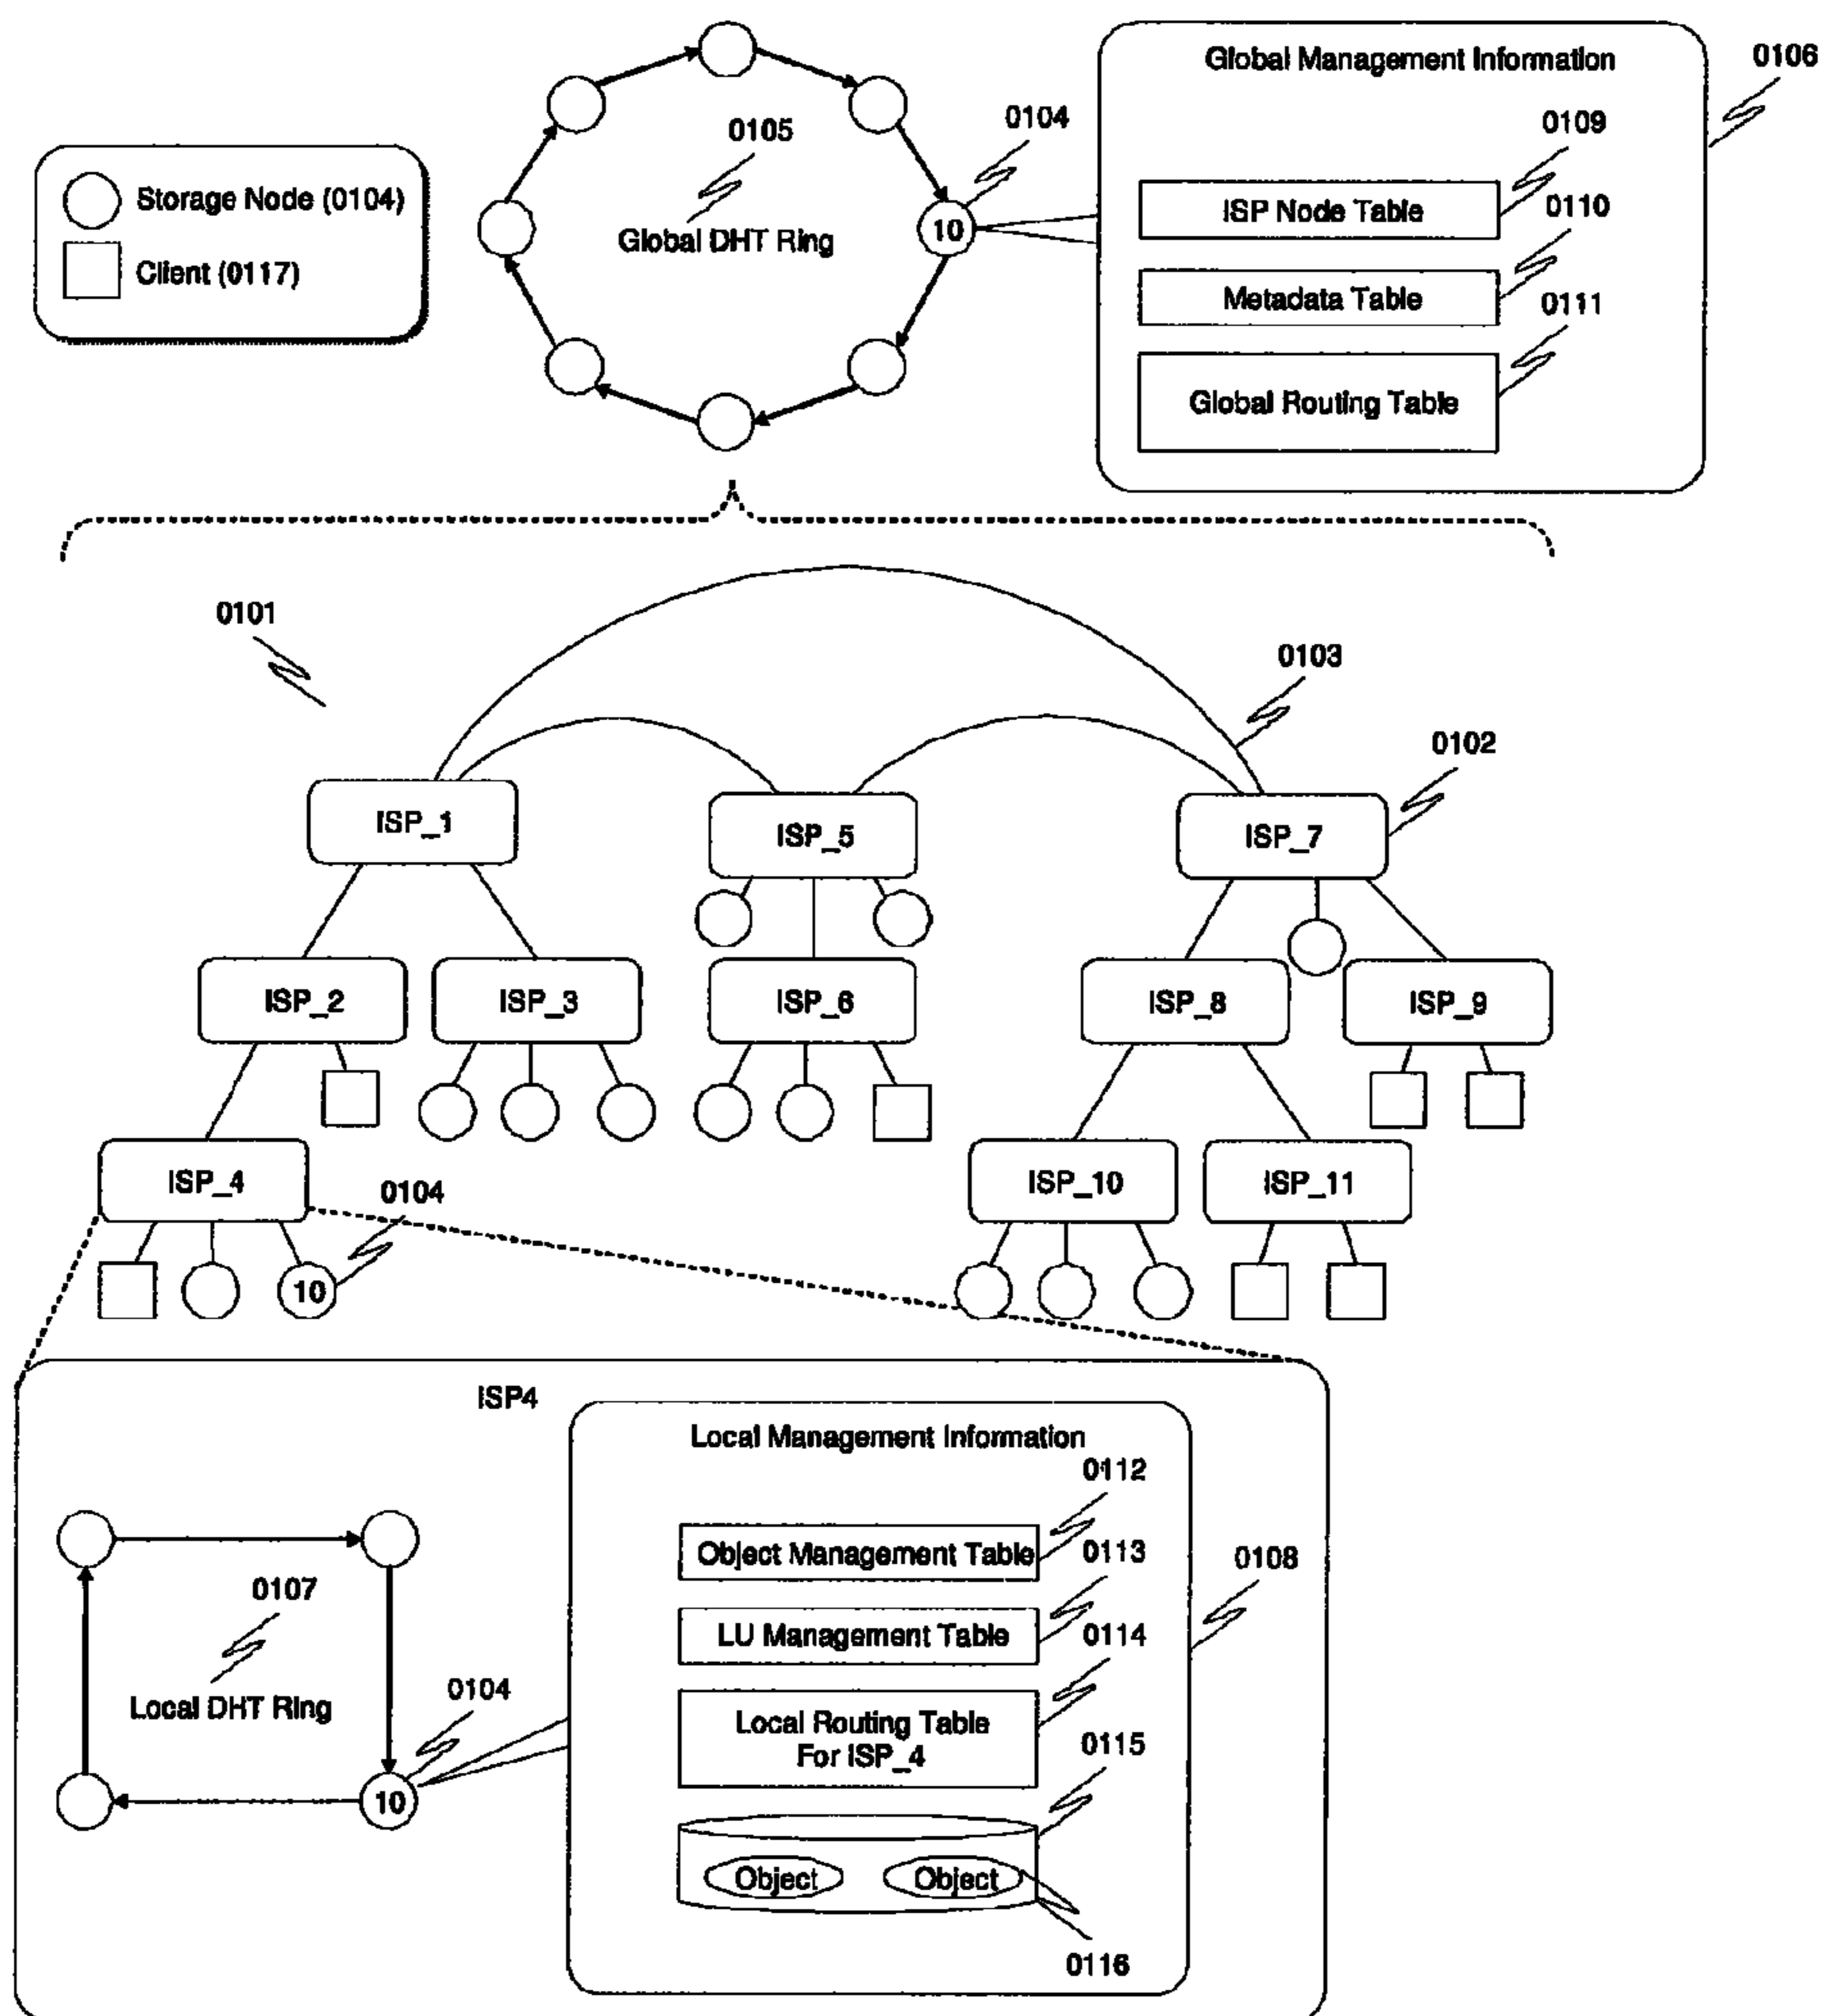 Global Management Information
0106
0109
0105
0104
Storage Node (0104)
ISP Node Table
0110
Global DHT Ring
10
Client (0117)
Metadata Table
0111
Global Routing Table
0101
0103
0102
ISP_1
ISP_5
ISP_7
ISP_2
ISP_3
ISP_6
ISP_8
ISP_9
ISP_4
0104
ISP_10
ISP_11
10
ISP4
Local Management Information
0112
Object Management Table
0113
0108
0107
LU Management Table
0114
0104
Local DHT Ring
Local Routing Table
For ISP_4
0115
10
Object
Object
0116